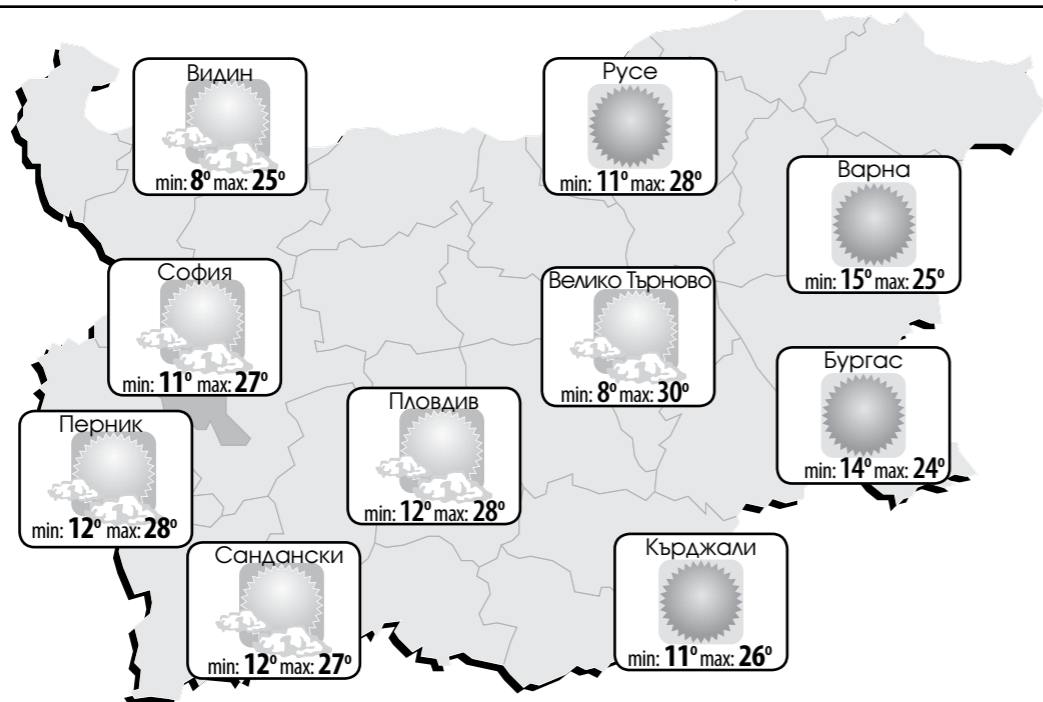 Видин
min: 8° max: 25°
Русе
min: 11° max: 28°
Варна
min: 15° max: 25°
София
min: 11° max: 27°
Велико Търново
min: 8° max: 30°
Бургас
min: 14° max: 24°
Пловдив
min: 12° max: 28°
Перник
min: 12° max: 28°
Сандански
min: 12° max: 27°
Кърджали
min: 11° max: 26°